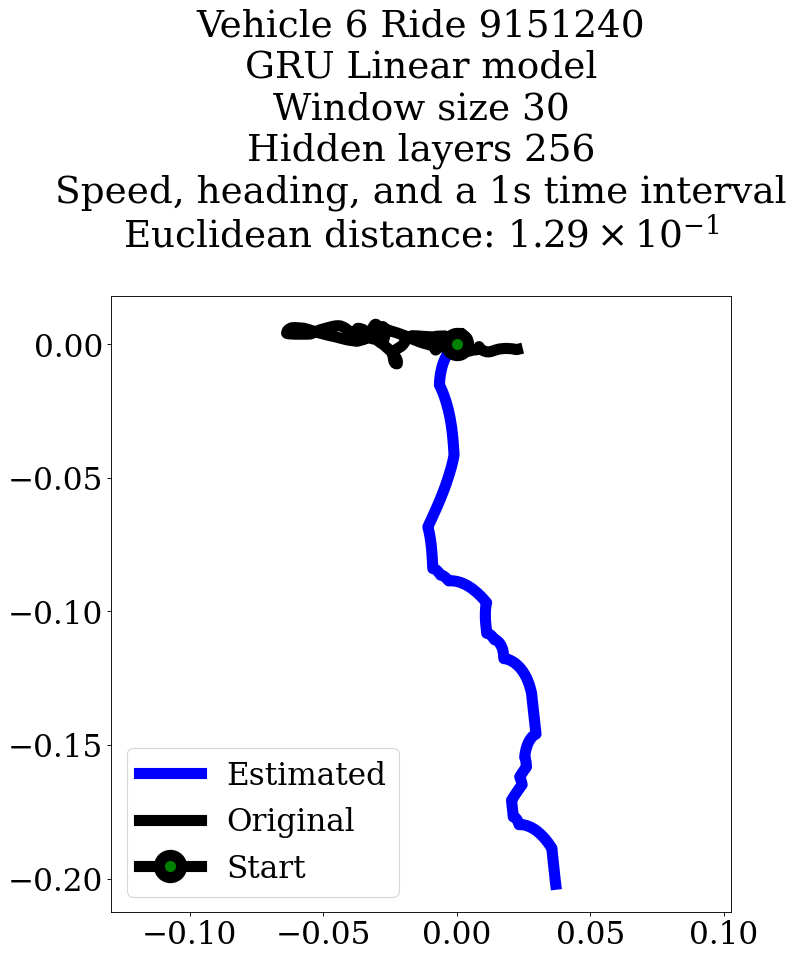 Vehicle 6 Ride 9151240
GRU Linear model
Window size 30
Hidden layers 256
Speed, heading, and a 1s time interval
Euclidean distance: 1.29 × 10⁻¹
0.00
−0.05
−0.10
−0.15
−0.20
Estimated
Original
Start
−0.10 −0.05 0.00 0.05 0.10